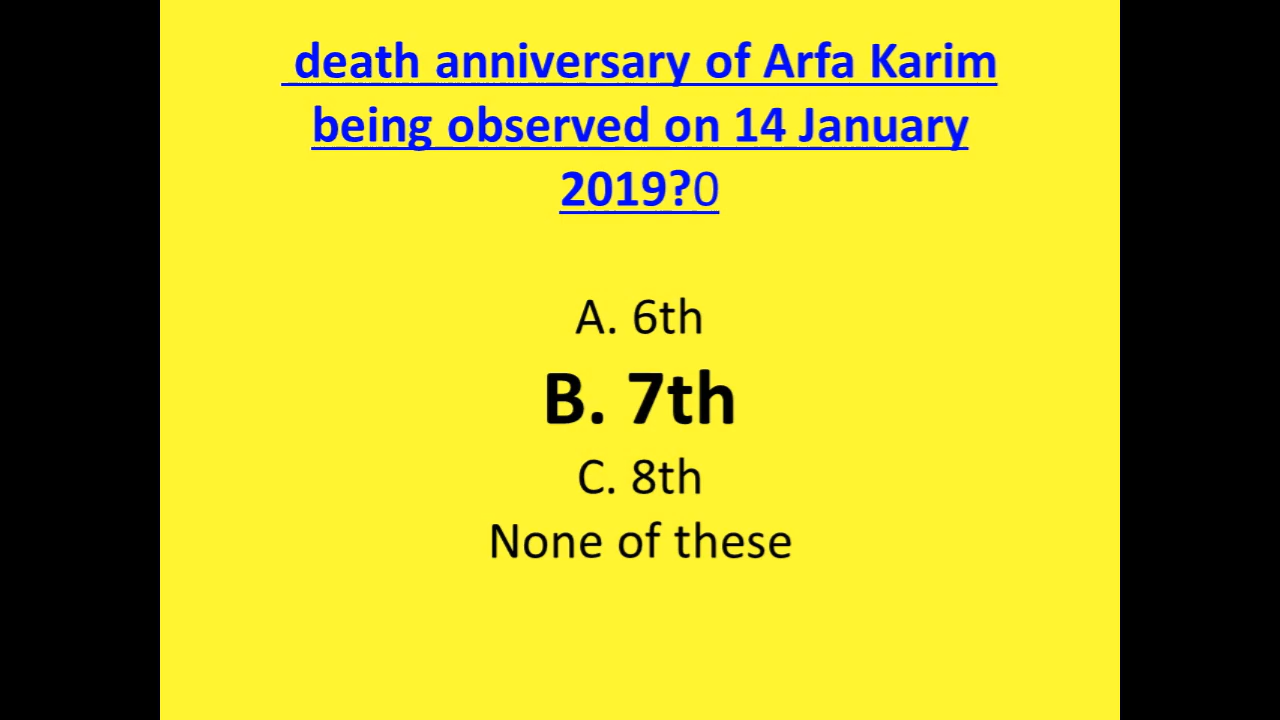 death anniversary of Arfa Karim
being observed on 14 January
2019?0
A. 6th
B. 7th
C. 8th
None of these